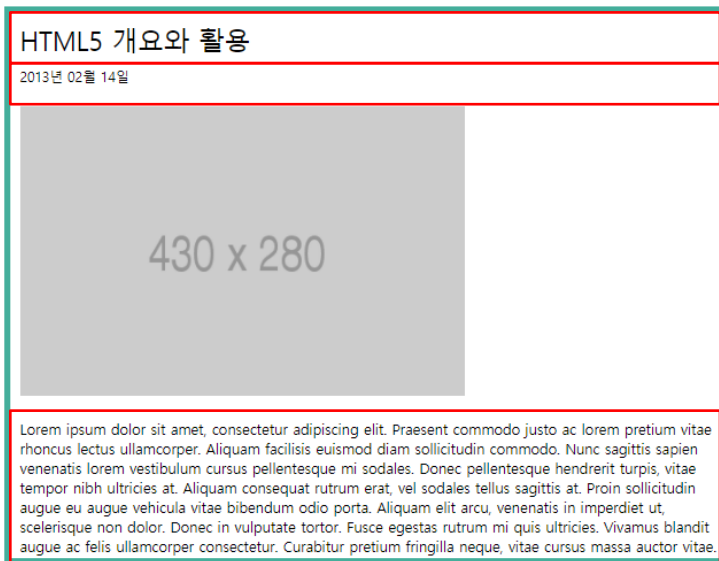 HTML5 개요와 활용
2013년 02월 14일
430 x 280
Lorem ipsum dolor sit amet, consectetur adipiscing elit. Praesent commodo justo ac lorem pretium vitae
rhoncus lectus ullamcorper. Aliquam facilisis euismod diam sollicitudin commodo. Nunc sagittis sapien
venenatis lorem vestibulum cursus pellentesque mi sodales. Donec pellentesque hendrerit turpis, vitae
tempor nibh ultricies at. Aliquam consequat rutrum erat, vel sodales tellus sagittis at. Proin sollicitudin
augue eu augue vehicula vitae bibendum odio porta. Aliquam elit arcu, venenatis in imperdiet ut,
scelerisque non dolor. Donec in vulputate tortor. Fusce egestas rutrum mi quis ultricies. Vivamus blandit
augue ac felis ullamcorper consectetur. Curabitur pretium fringilla neque, vitae cursus massa auctor vitae.